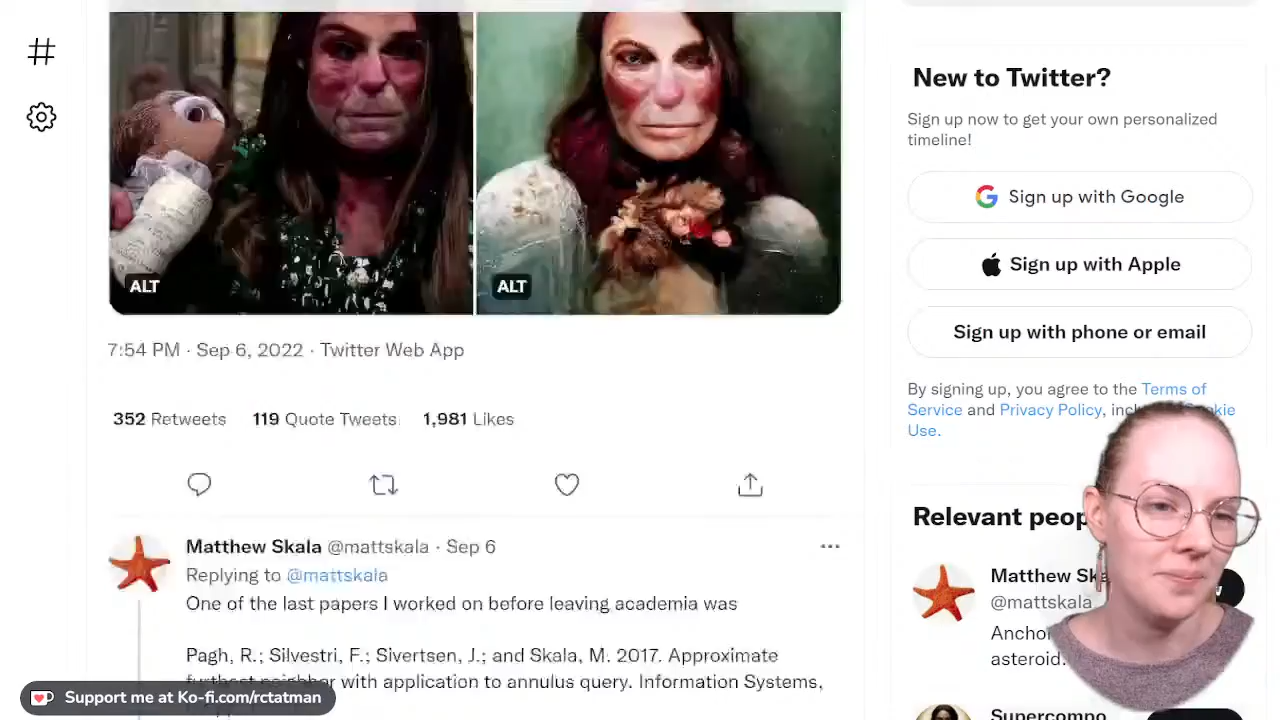 ALT
ALT
7:54 PM · Sep 6, 2022 · Twitter Web App
352 Retweets 119 Quote Tweets 1,981 Likes
Matthew Skala @mattskala · Sep 6
Replying to @mattskala
One of the last papers I worked on before leaving academia was
Pagh, R.; Silvestri, F.; Sivertsen, J.; and Skala, M. 2017. Approximate
furthest neighbor with application to annulus query. Information Systems,
Support me at Ko-fi.com/rctatman
New to Twitter?
Sign up now to get your own personalized
timeline!
Sign up with Google
Sign up with Apple
Sign up with phone or email
By signing up, you agree to the Terms of
Service and Privacy Policy,
Use.
Relevant
Matthew
@mattskala
asteroid.
Supercompo